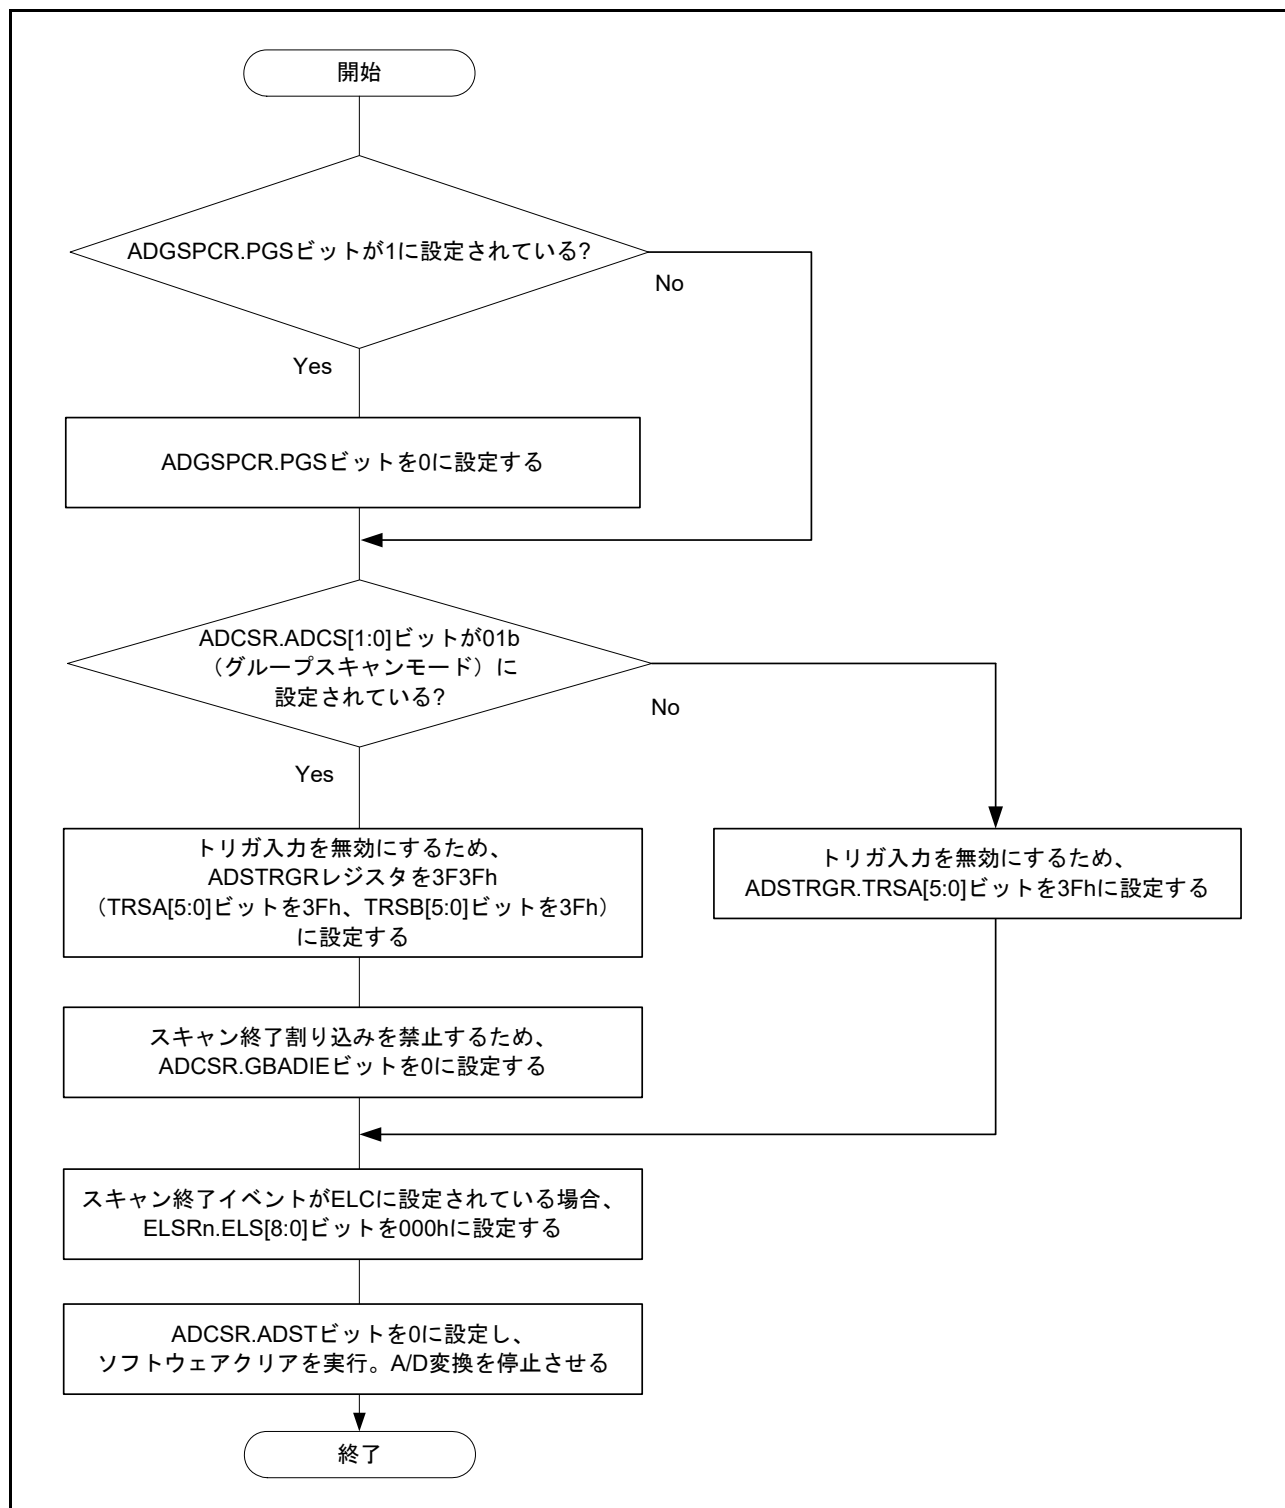 開始
ADGSPCR.PGSビットが1に設定されている?
No
Yes
ADGSPCR.PGSビットを0に設定する
ADCSR.ADCS[1:0]ビットが01b
（グループスキャンモード）に
設定されている?
No
Yes
トリガ入力を無効にするため、
ADSTRGRレジスタを3F3Fh
（TRSA[5:0]ビットを3Fh、TRSB[5:0]ビットを3Fh）
に設定する
トリガ入力を無効にするため、
ADSTRGR.TRSA[5:0]ビットを3Fhに設定する
スキャン終了割り込みを禁止するため、
ADCSR.GBADIEビットを0に設定する
スキャン終了イベントがELCに設定されている場合、
ELSRn.ELS[8:0]ビットを000hに設定する
ADCSR.ADSTビットを0に設定し、
ソフトウェアクリアを実行。A/D変換を停止させる
終了